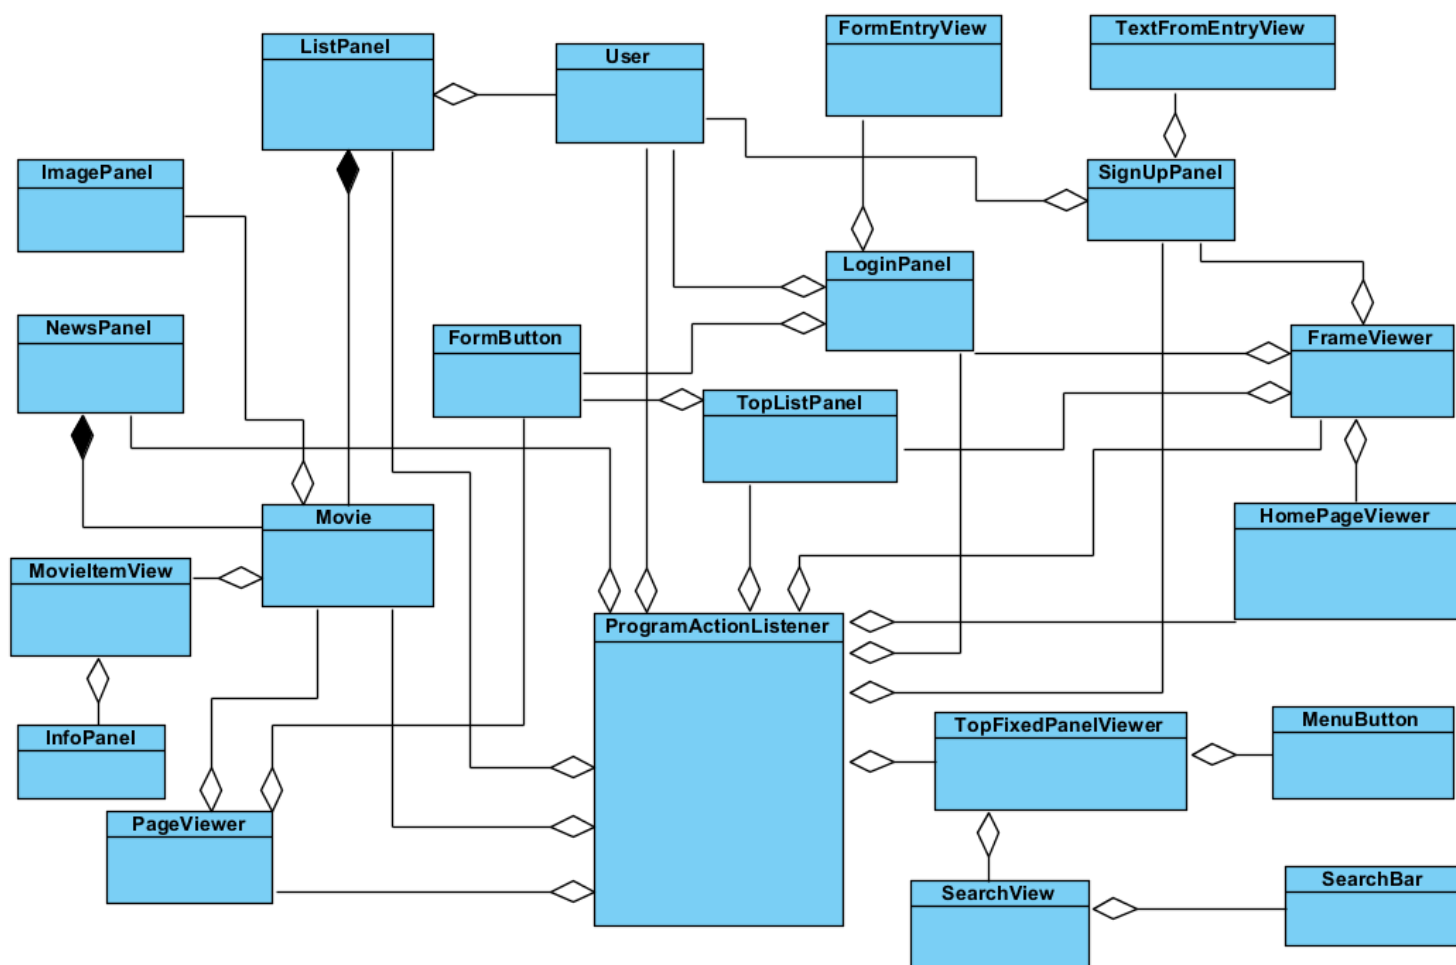 ListPanel
User
FormEntryView
TextFromEntryView
ImagePanel
SignUpPanel
LoginPanel
NewsPanel
FormButton
FrameViewer
TopListPanel
Movie
HomePageViewer
MovieItemView
ProgramActionListener
InfoPanel
TopFixedPanelViewer
MenuButton
PageViewer
SearchView
SearchBar